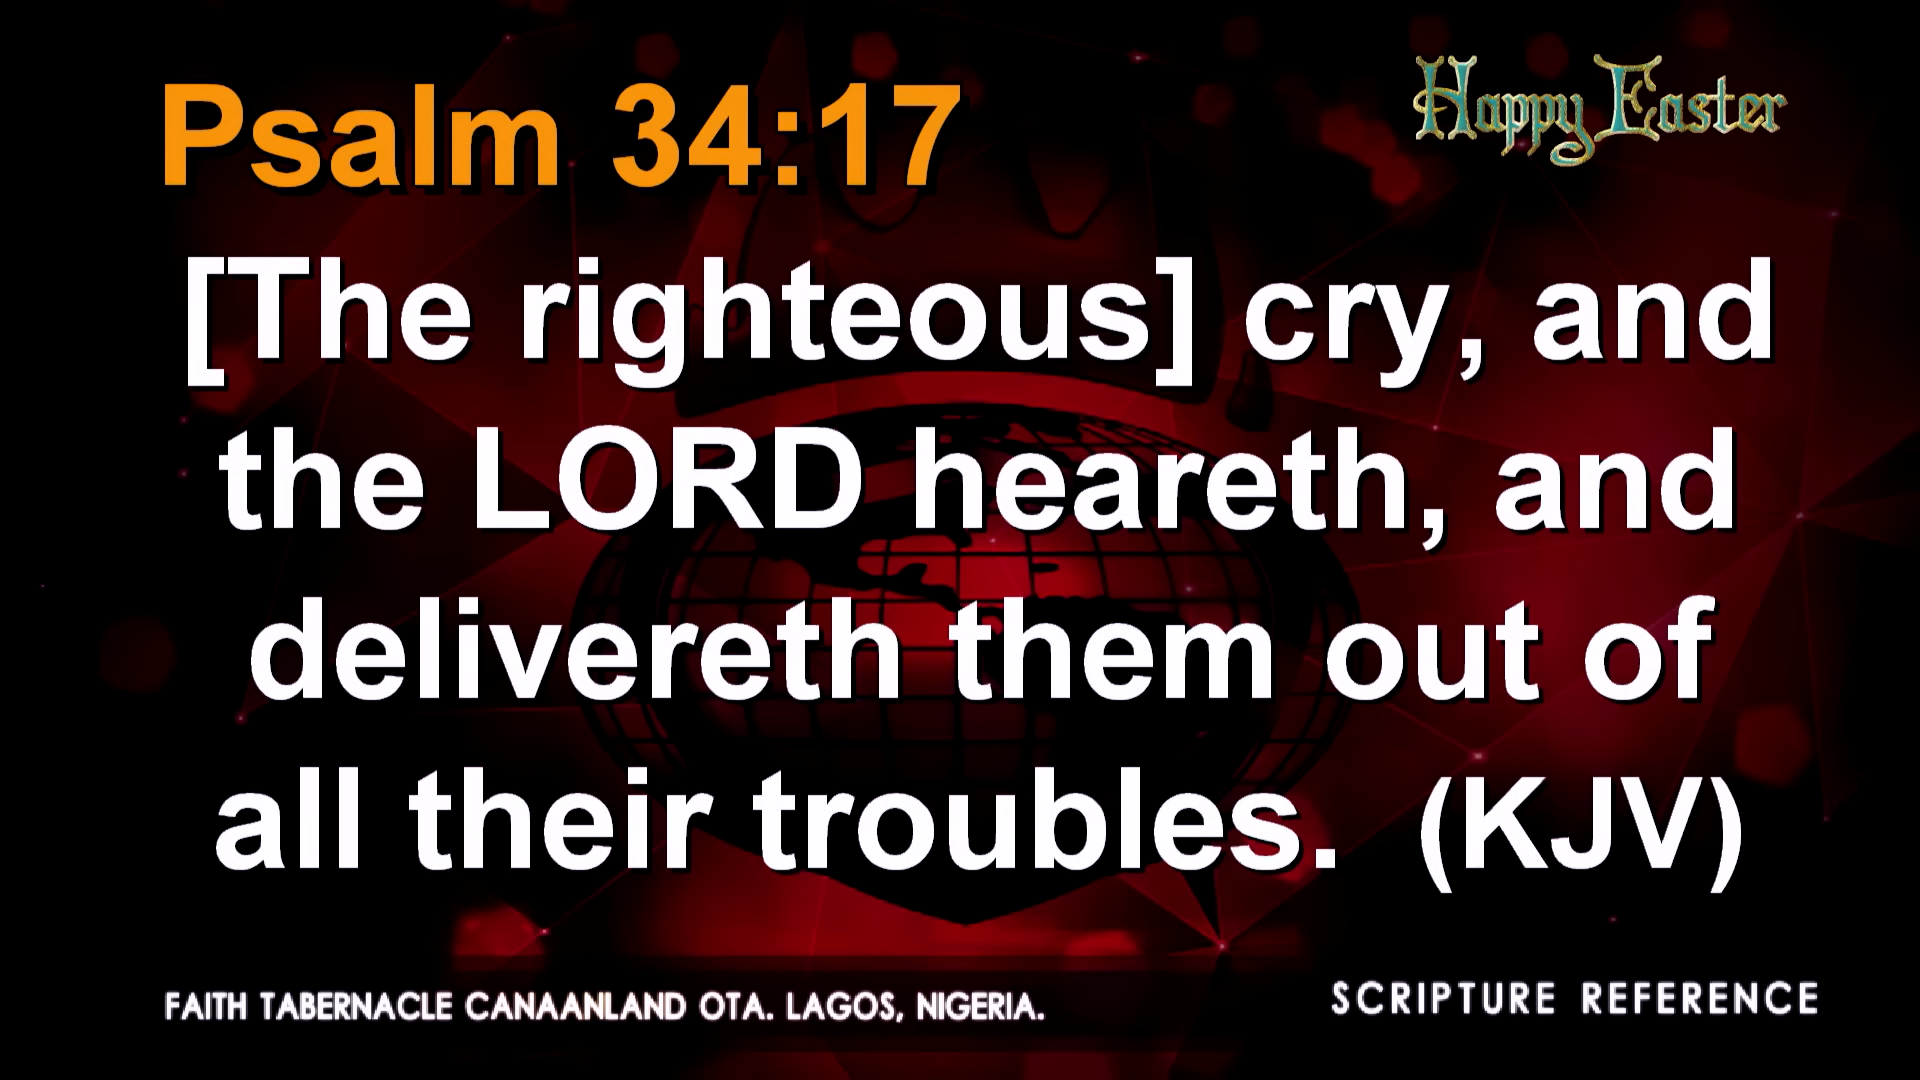 Psalm 34:17
Happy Easter
[The righteous] cry, and
the LORD heareth, and
delivereth them out of
all their troubles. (KJV)
FAITH TABERNACLE CANAANLAND OTA. LAGOS, NIGERIA.
SCRIPTURE REFERENCE